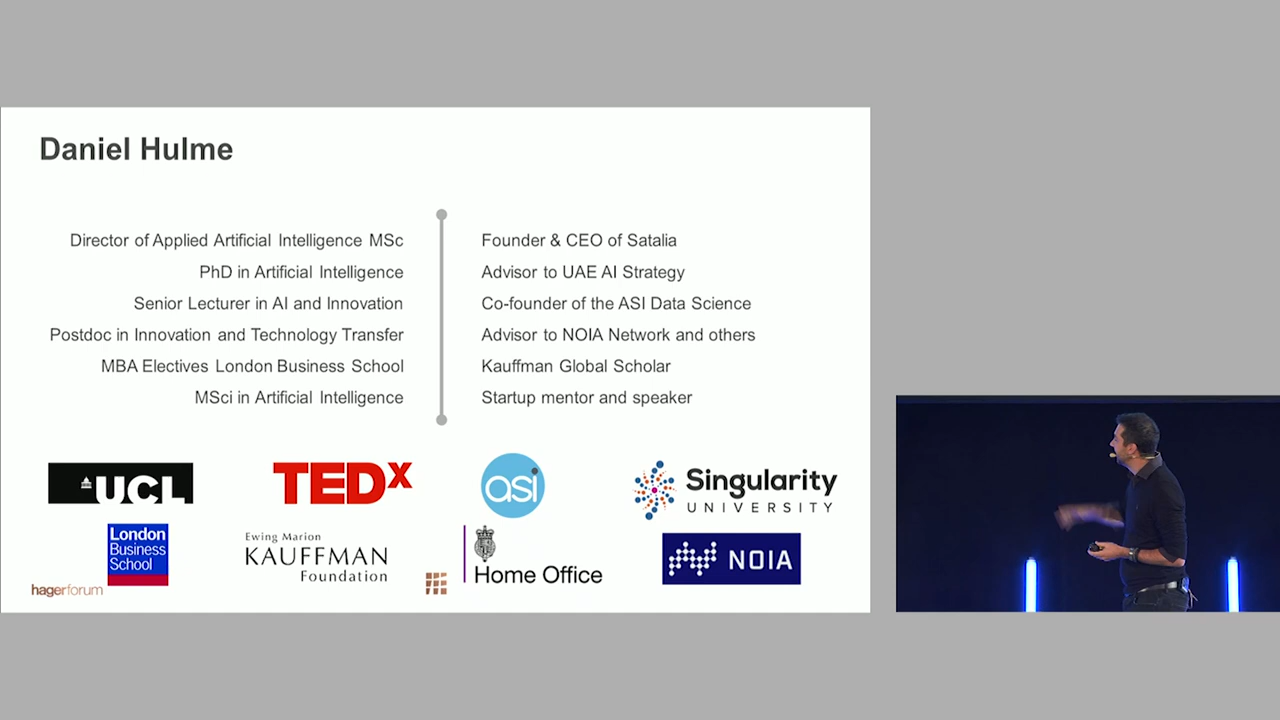 Daniel Hulme
Director of Applied Artificial Intelligence MSc
PhD in Artificial Intelligence
Senior Lecturer in AI and Innovation
Postdoc in Innovation and Technology Transfer
MBA Electives London Business School
MSci in Artificial Intelligence
Founder & CEO of Satalia
Advisor to UAE AI Strategy
Co-founder of the ASI Data Science
Advisor to NOIA Network and others
Kauffman Global Scholar
Startup mentor and speaker
UCL
TEDx
asi
Singularity
UNIVERSITY
London
Business
School
Ewing Marion
KAUFFMAN
Foundation
Home Office
NOIA
hagerforum